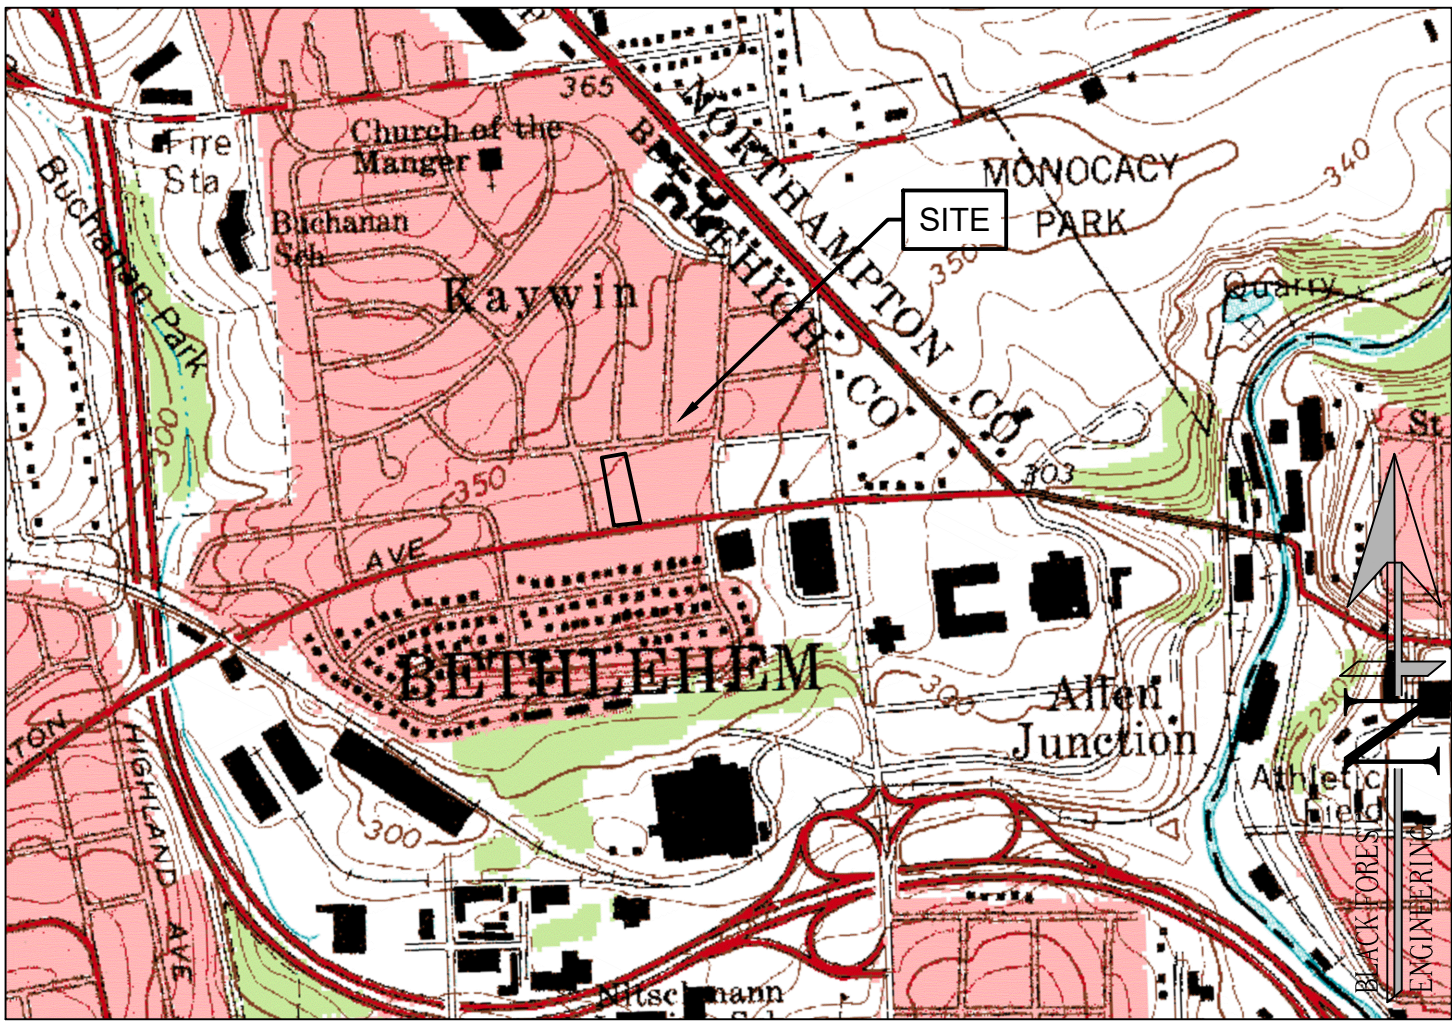 365
NORTHAMPTON CO
LEHIGH CO
Church of the
Manger
Fire
Sta
Buchanan
Sch
Buchanan Park
Kaywin
SITE
MONOCACY
PARK
340
350
Quarry
300
350
303
St
AVE
BETHLEHEM
300
Allen
Junction
250
TON
HIGHLAND AVE
300
Athletic
Field
N
BLACK FOREST
ENGINEERING
Nitschmann